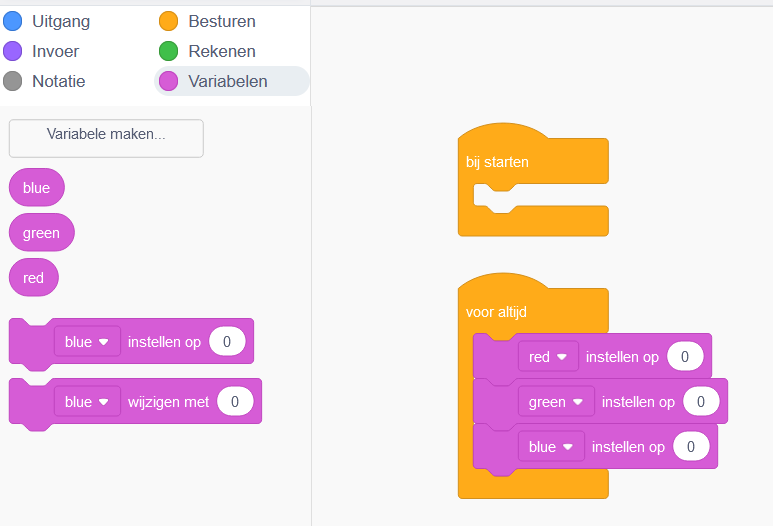 Uitgang
Besturen
Invoer
Rekenen
Notatie
Variabelen
Variabele maken...
blue
green
red
blue instellen op 0
blue wijzigen met 0
bij starten
voor altijd
red instellen op 0
green instellen op 0
blue instellen op 0